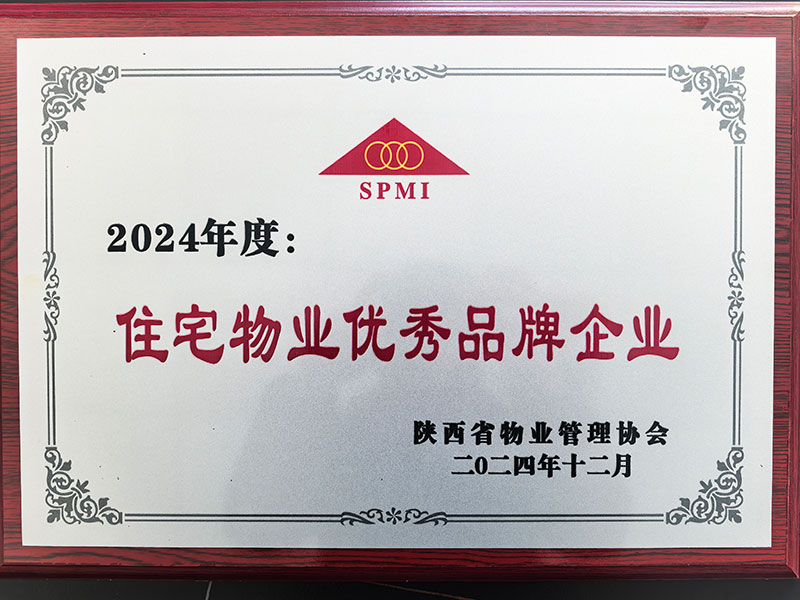 SPMI
2024年度：
住宅物业优秀品牌企业
陕西省物业管理协会
二〇二四年十二月